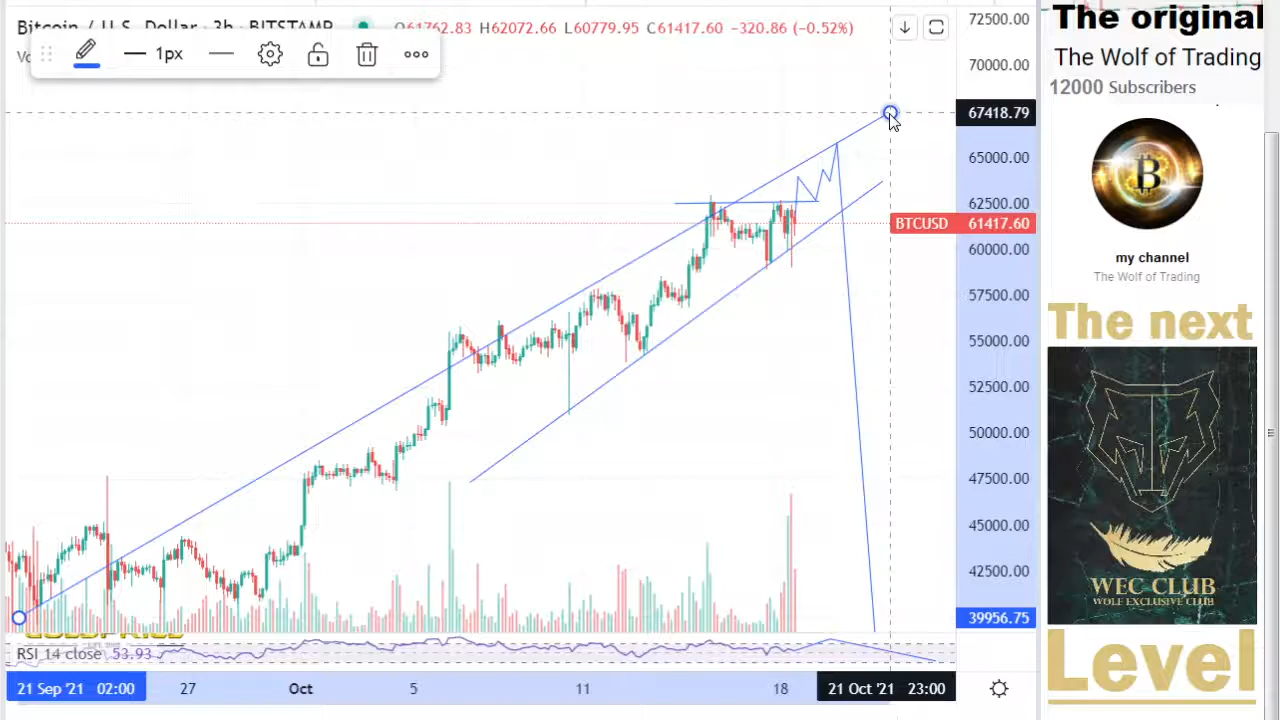 Bitcoin / U.S. Dollar · 3h · BITSTAMP
O61762.83 H62072.66 L60779.95 C61417.60 −320.86 (−0.52%)
1px
72500.00
70000.00
67418.79
65000.00
62500.00
BTCUSD 61417.60
60000.00
57500.00
55000.00
52500.00
50000.00
47500.00
45000.00
42500.00
39956.75
RSI 14 close 53.93
21 Sep '21 02:00
27
Oct
5
11
18
21 Oct '21 23:00
The original
The Wolf of Trading
12000 Subscribers
my channel
The Wolf of Trading
The next
WEC CLUB
WOLF EXCLUSIVE CLUB
Level